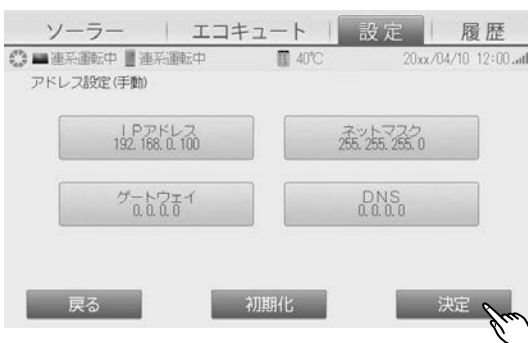 ソーラー エコキュート 設定 履歴
連系運転中 連系運転中 40℃ 20xx/04/10 12:00
アドレス設定(手動)
IPアドレス ネットマスク
192.168.0.100 255.255.255.0
ゲートウェイ DNS
0.0.0.0 0.0.0.0
戻る 初期化 決定